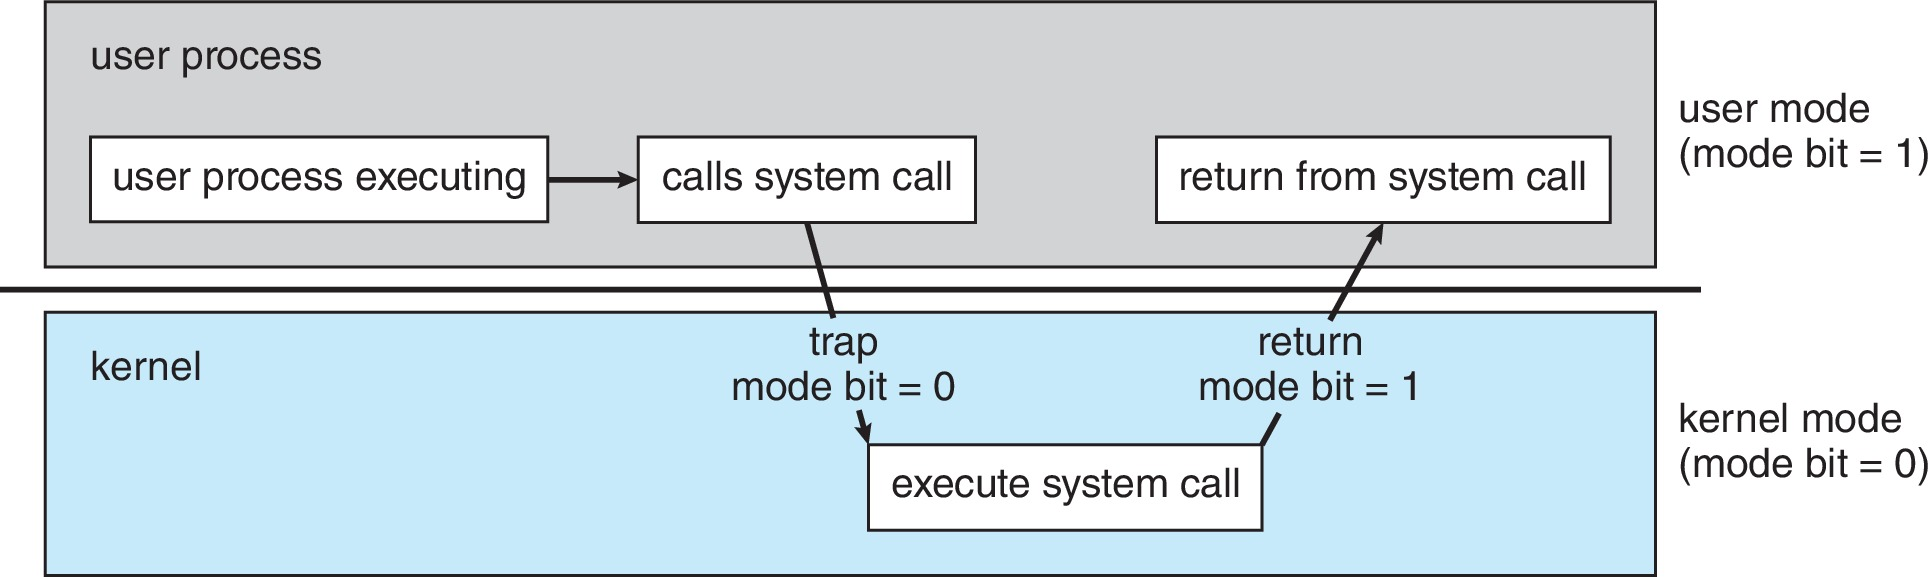 user process
user process executing
calls system call
return from system call
user mode
(mode bit = 1)
kernel
trap
mode bit = 0
return
mode bit = 1
execute system call
kernel mode
(mode bit = 0)